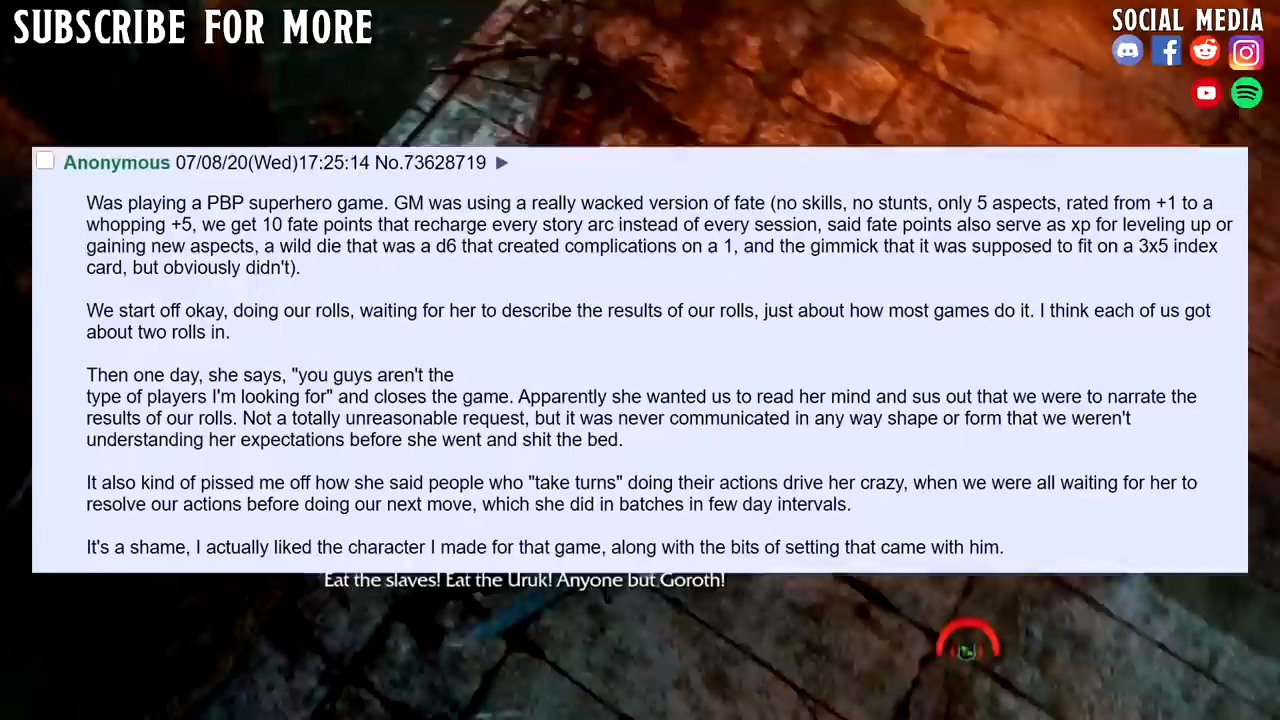 SUBSCRIBE FOR MORE
SOCIAL MEDIA
Anonymous 07/08/20(Wed)17:25:14 No.73628719 ▶
Was playing a PBP superhero game. GM was using a really wacked version of fate (no skills, no stunts, only 5 aspects, rated from +1 to a
whopping +5, we get 10 fate points that recharge every story arc instead of every session, said fate points also serve as xp for leveling up or
gaining new aspects, a wild die that was a d6 that created complications on a 1, and the gimmick that it was supposed to fit on a 3x5 index
card, but obviously didn't).
We start off okay, doing our rolls, waiting for her to describe the results of our rolls, just about how most games do it. I think each of us got
about two rolls in.
Then one day, she says, "you guys aren't the
type of players I'm looking for" and closes the game. Apparently she wanted us to read her mind and sus out that we were to narrate the
results of our rolls. Not a totally unreasonable request, but it was never communicated in any way shape or form that we weren't
understanding her expectations before she went and shit the bed.
It also kind of pissed me off how she said people who "take turns" doing their actions drive her crazy, when we were all waiting for her to
resolve our actions before doing our next move, which she did in batches in few day intervals.
It's a shame, I actually liked the character I made for that game, along with the bits of setting that came with him.
Eat the slaves! Eat the Uruk! Anyone but Goroth!